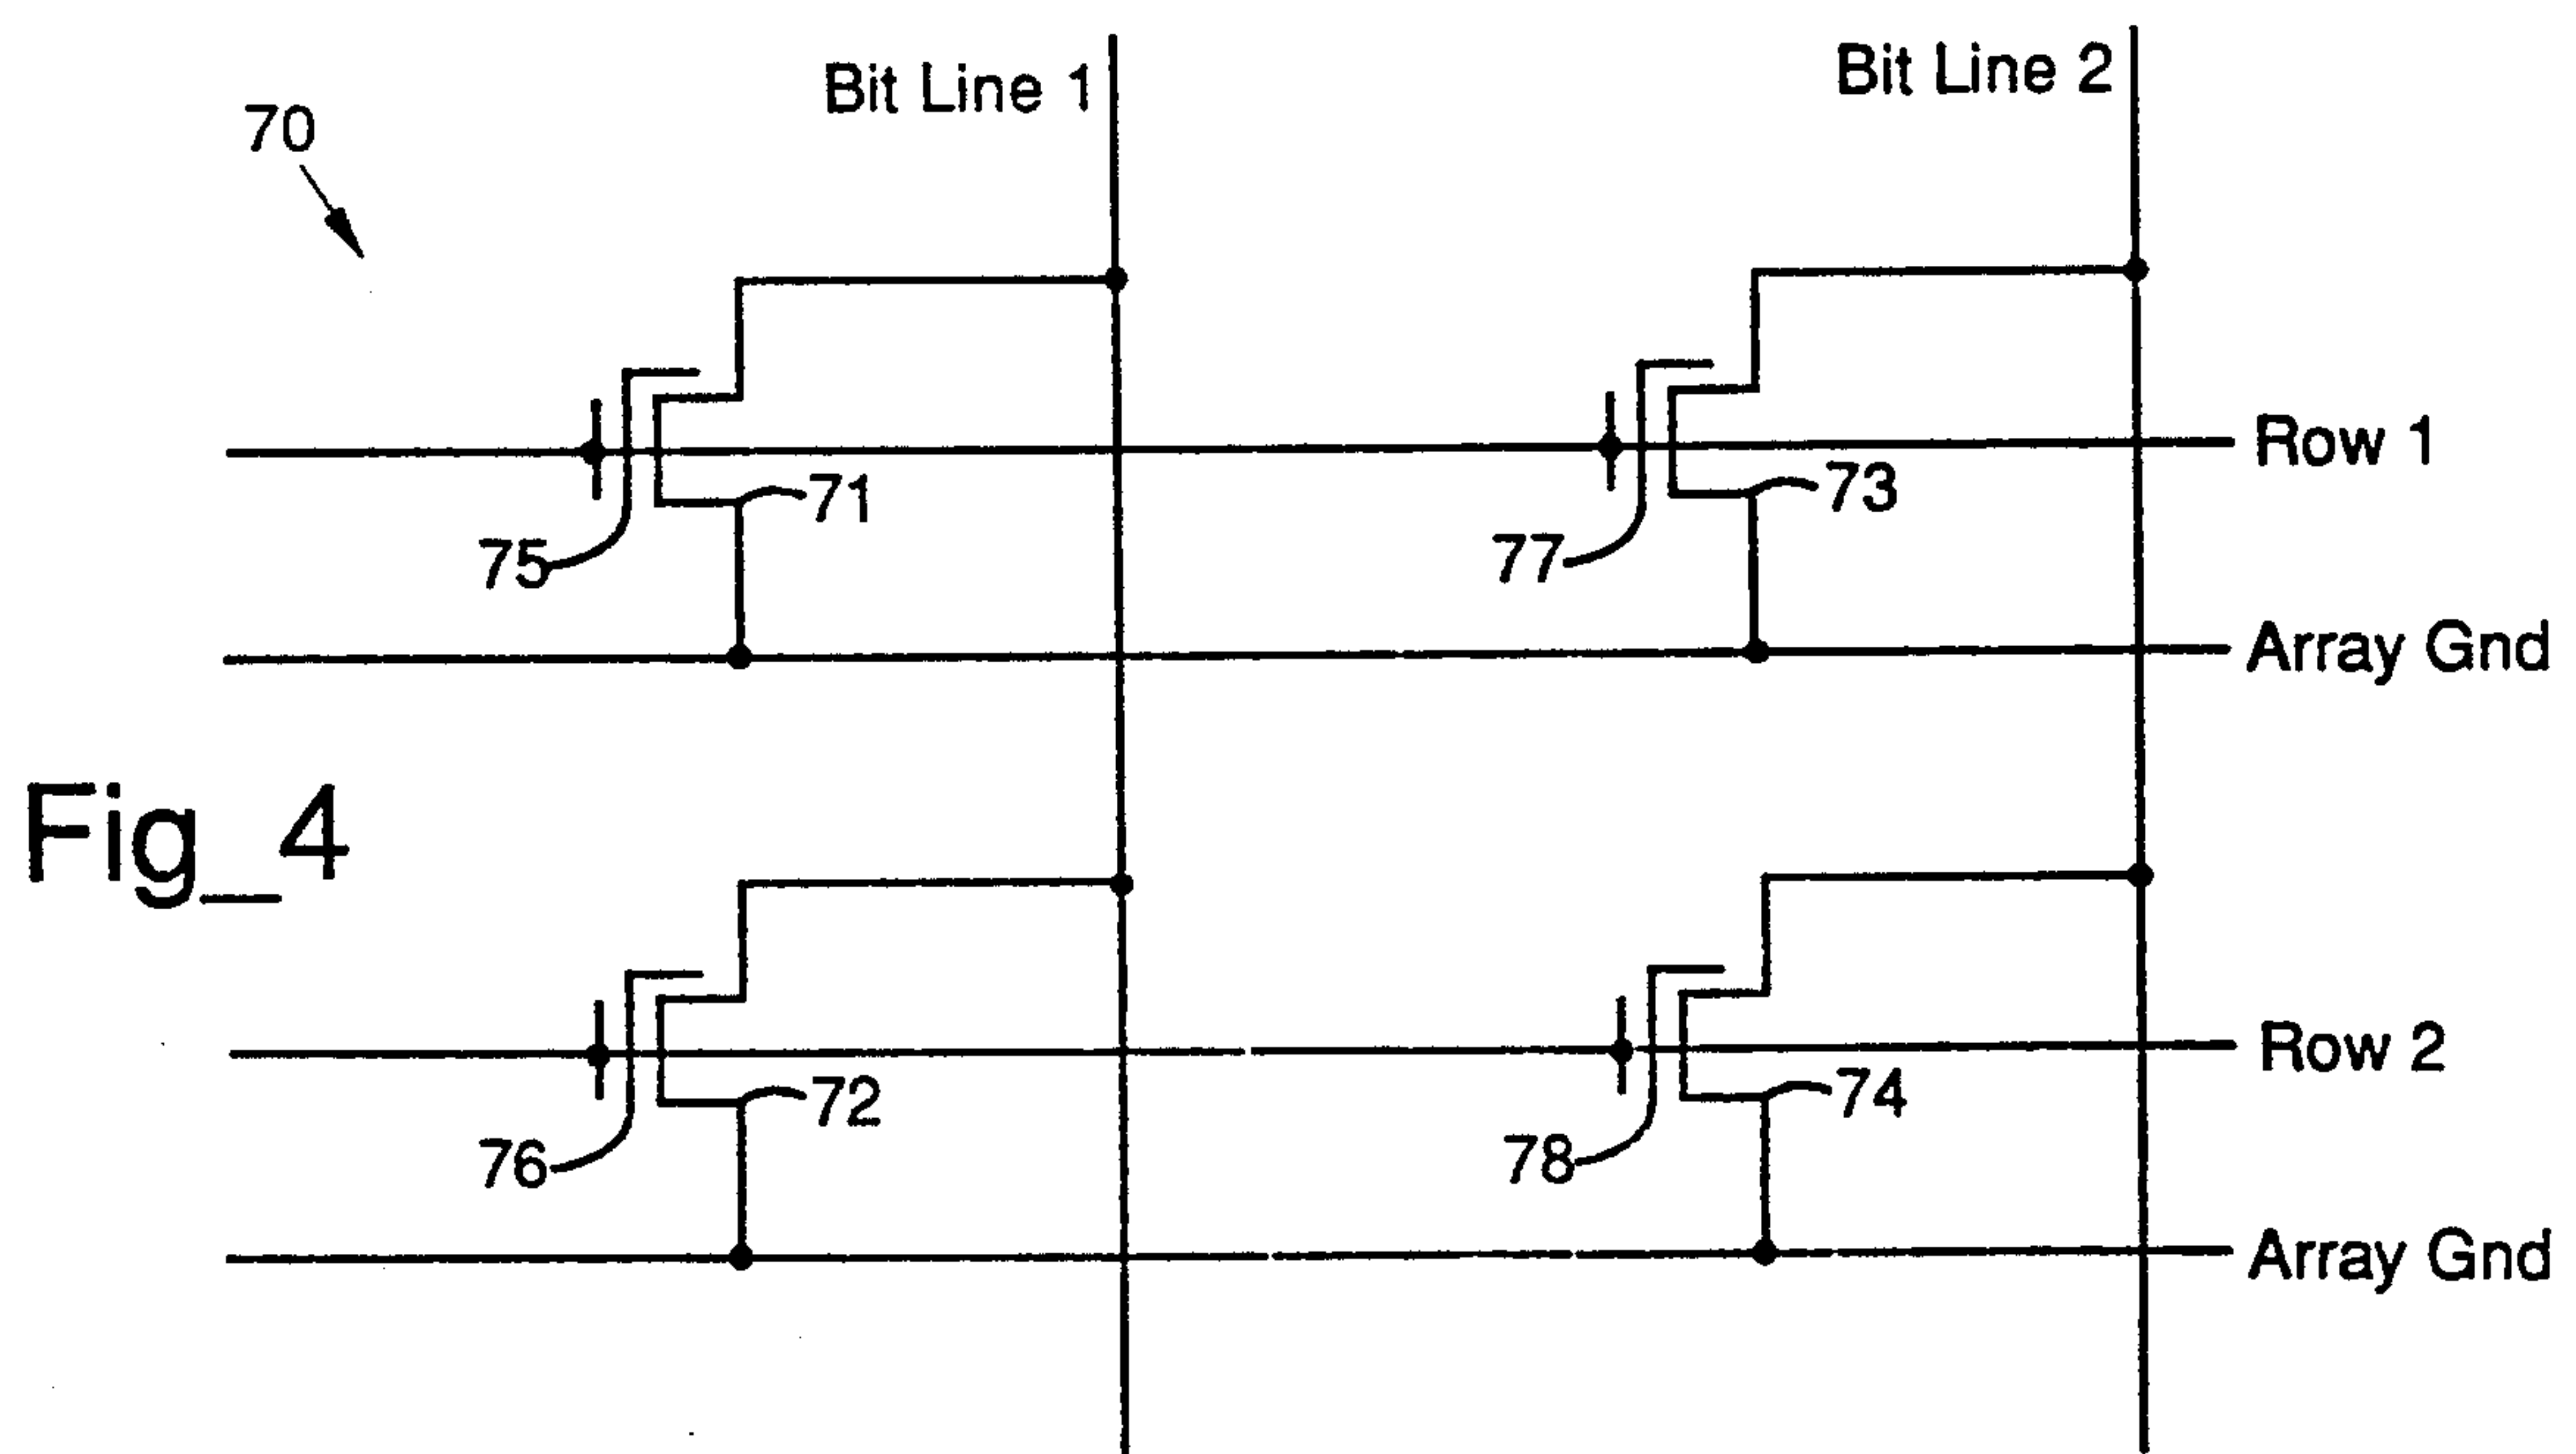 Bit Line 1
Bit Line 2
70
Row 1
71
73
75
77
Array Gnd
Fig_4
Row 2
72
74
76
78
Array Gnd